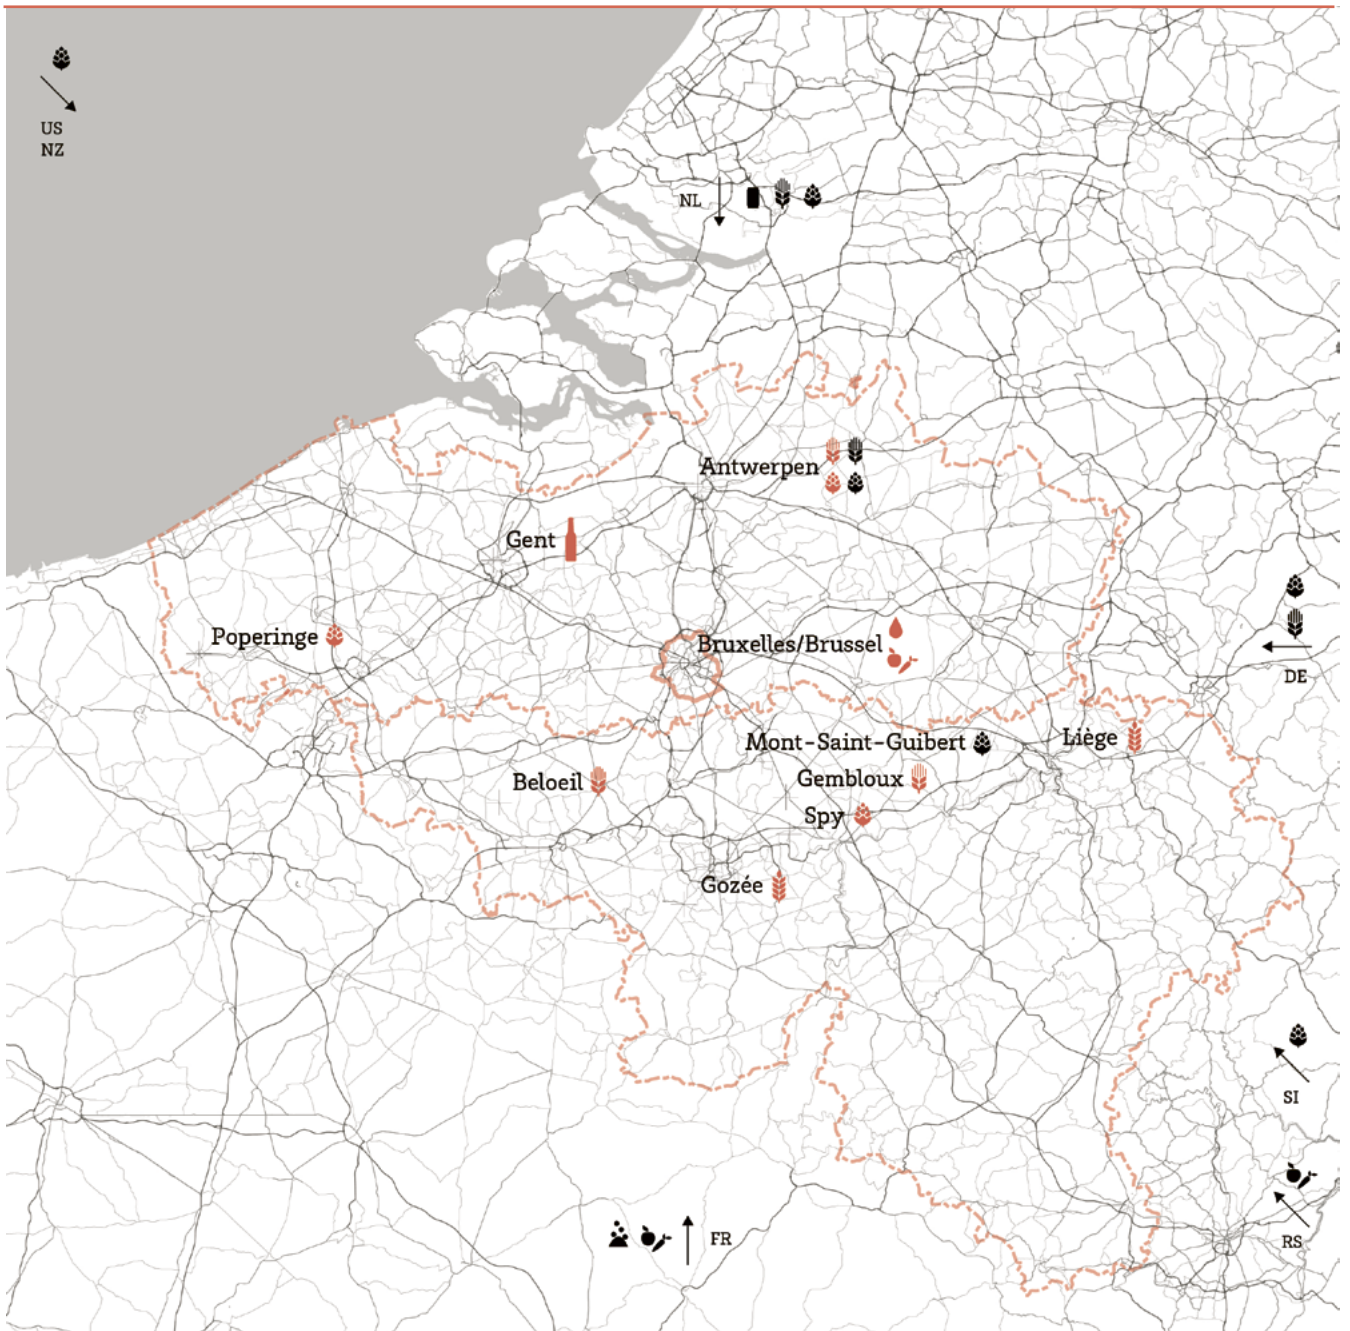 US
NZ
NL
Antwerpen
Gent
Poperinge
Bruxelles/Brussel
DE
Mont-Saint-Guibert
Liège
Beloeil
Gembloux
Spy
Gozée
SI
FR
RS